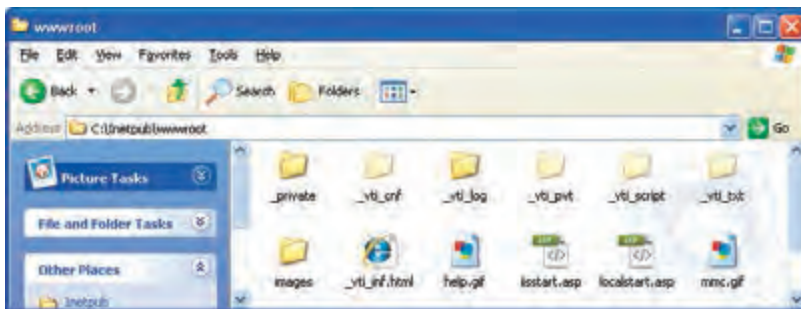 wwwroot
File Edit View Favorites Tools Help
Back Search Folders
Address C:\Inetpub\wwwroot Go
Picture Tasks
File and Folder Tasks
Other Places
Inetpub
_private _vti_cnf _vti_log _vti_pvt _vti_script _vti_txt
images _vti_inf.html help.gif iisstart.asp localstart.asp mmc.gif